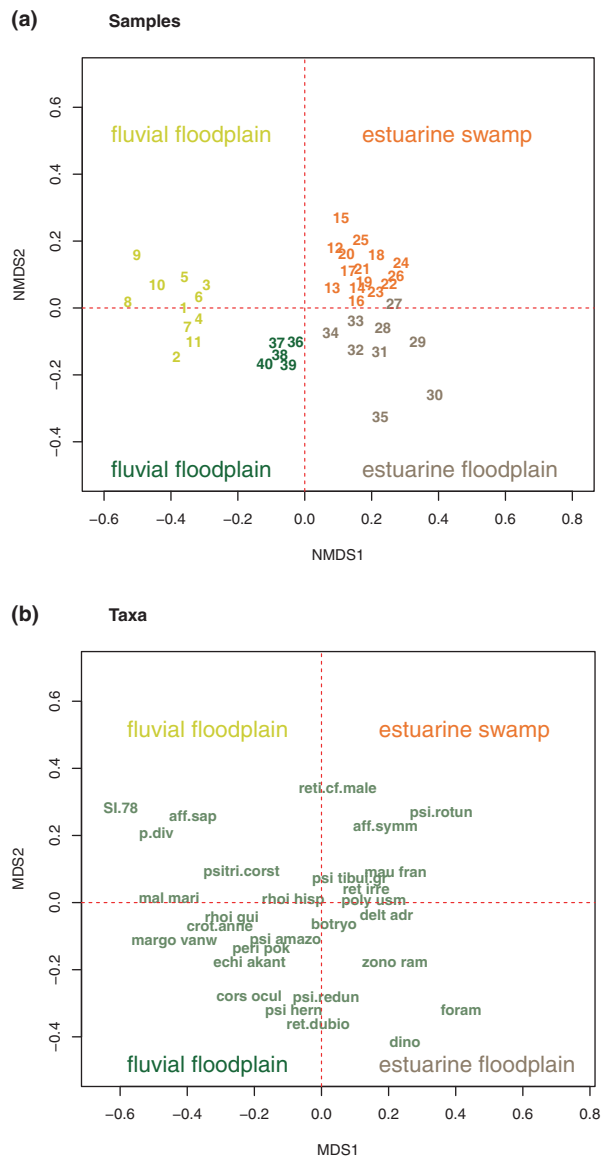 (a) Samples
0.6
fluvial floodplain estuarine swamp
0.4
15
0.2 25
12
9 20 18
24
5 21
17 26
10 7 19 22
13 14
6 23
8 16
27
0.0 1
4 33
28
7 34
11 37 36 29
32 31
2 38
40 39
−0.2
30
35
−0.4
fluvial floodplain estuarine floodplain
−0.6 −0.4 −0.2 0.0 0.2 0.4 0.6 0.8
NMDS1
NMDS2
(b) Taxa
0.6
fluvial floodplain estuarine swamp
0.4
reti.cf.male
SI.78
aff.sap psi.rotun
aff.symm
0.2 p.div
psitri.corst mau fran
psi tibul.gr
ret irre
mal mari rhoi hisp poly usm
0.0
rhoi gui delt adr
crot.anne botryo
margo vanw psi amazo
peri pok
echi akant zono ram
−0.2
cors ocul psi.redun
psi hern foram
ret.dubio
−0.4 dino
fluvial floodplain estuarine floodplain
−0.6 −0.4 −0.2 0.0 0.2 0.4 0.6 0.8
MDS1
MDS2